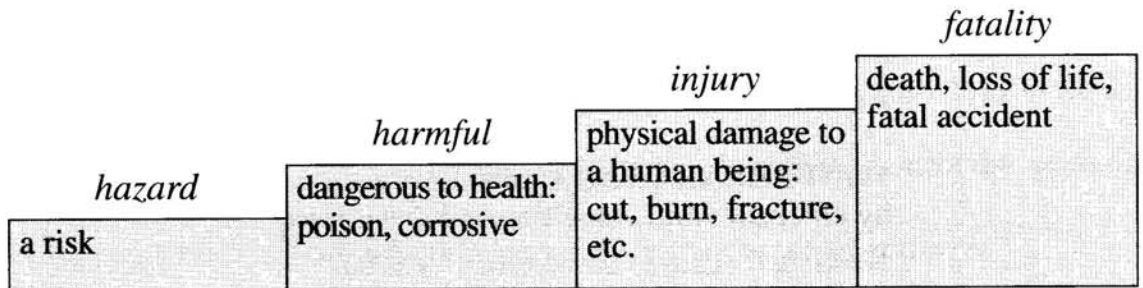 hazard
a risk
harmful
dangerous to health:
poison, corrosive
injury
physical damage to
a human being:
cut, burn, fracture,
etc.
fatality
death, loss of life,
fatal accident